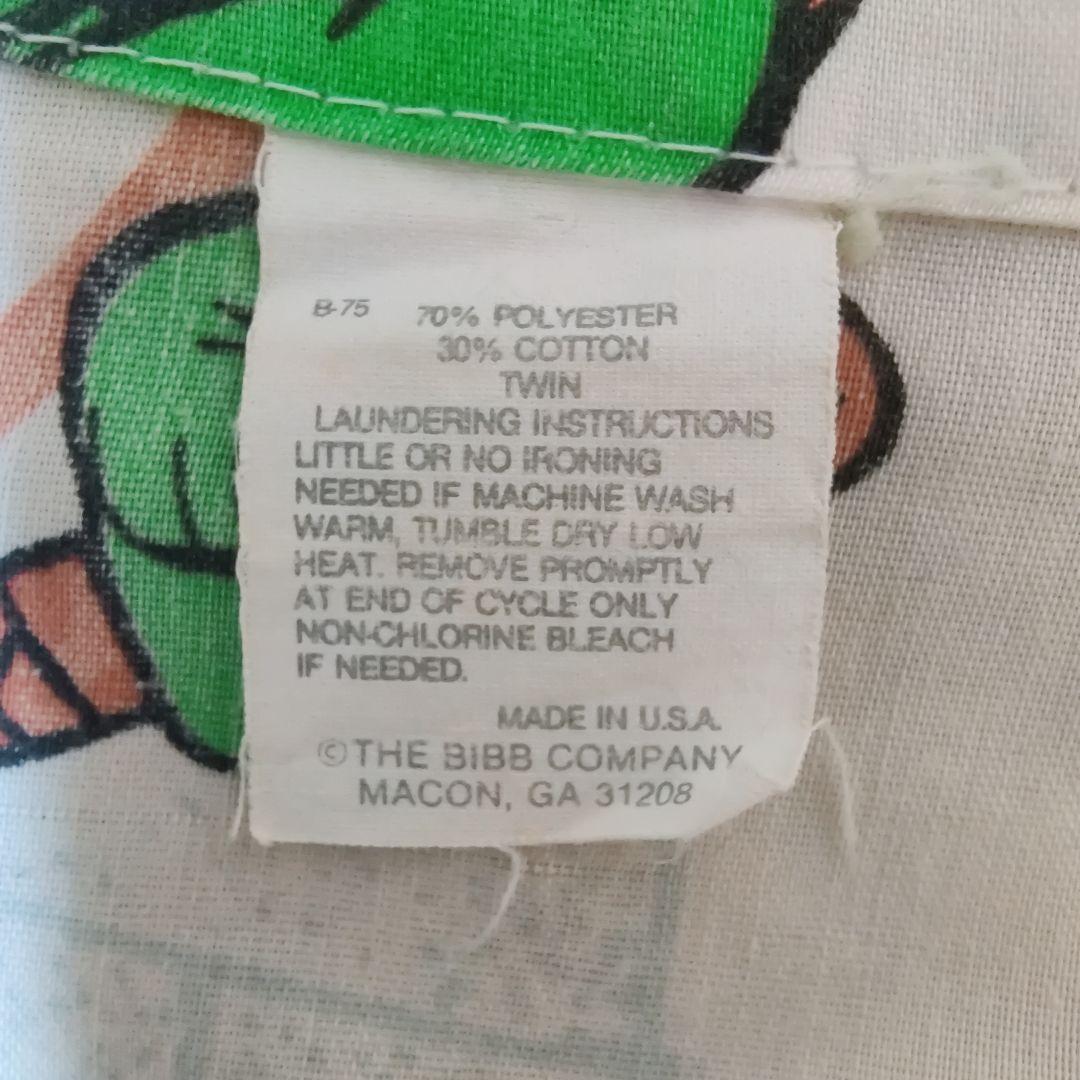 B-75 70% POLYESTER
30% COTTON
TWIN
LAUNDERING INSTRUCTIONS
LITTLE OR NO IRONING
NEEDED IF MACHINE WASH
WARM, TUMBLE DRY LOW
HEAT. REMOVE PROMPTLY
AT END OF CYCLE ONLY
NON-CHLORINE BLEACH
IF NEEDED.
MADE IN U.S.A.
©THE BIBB COMPANY
MACON, GA 31208